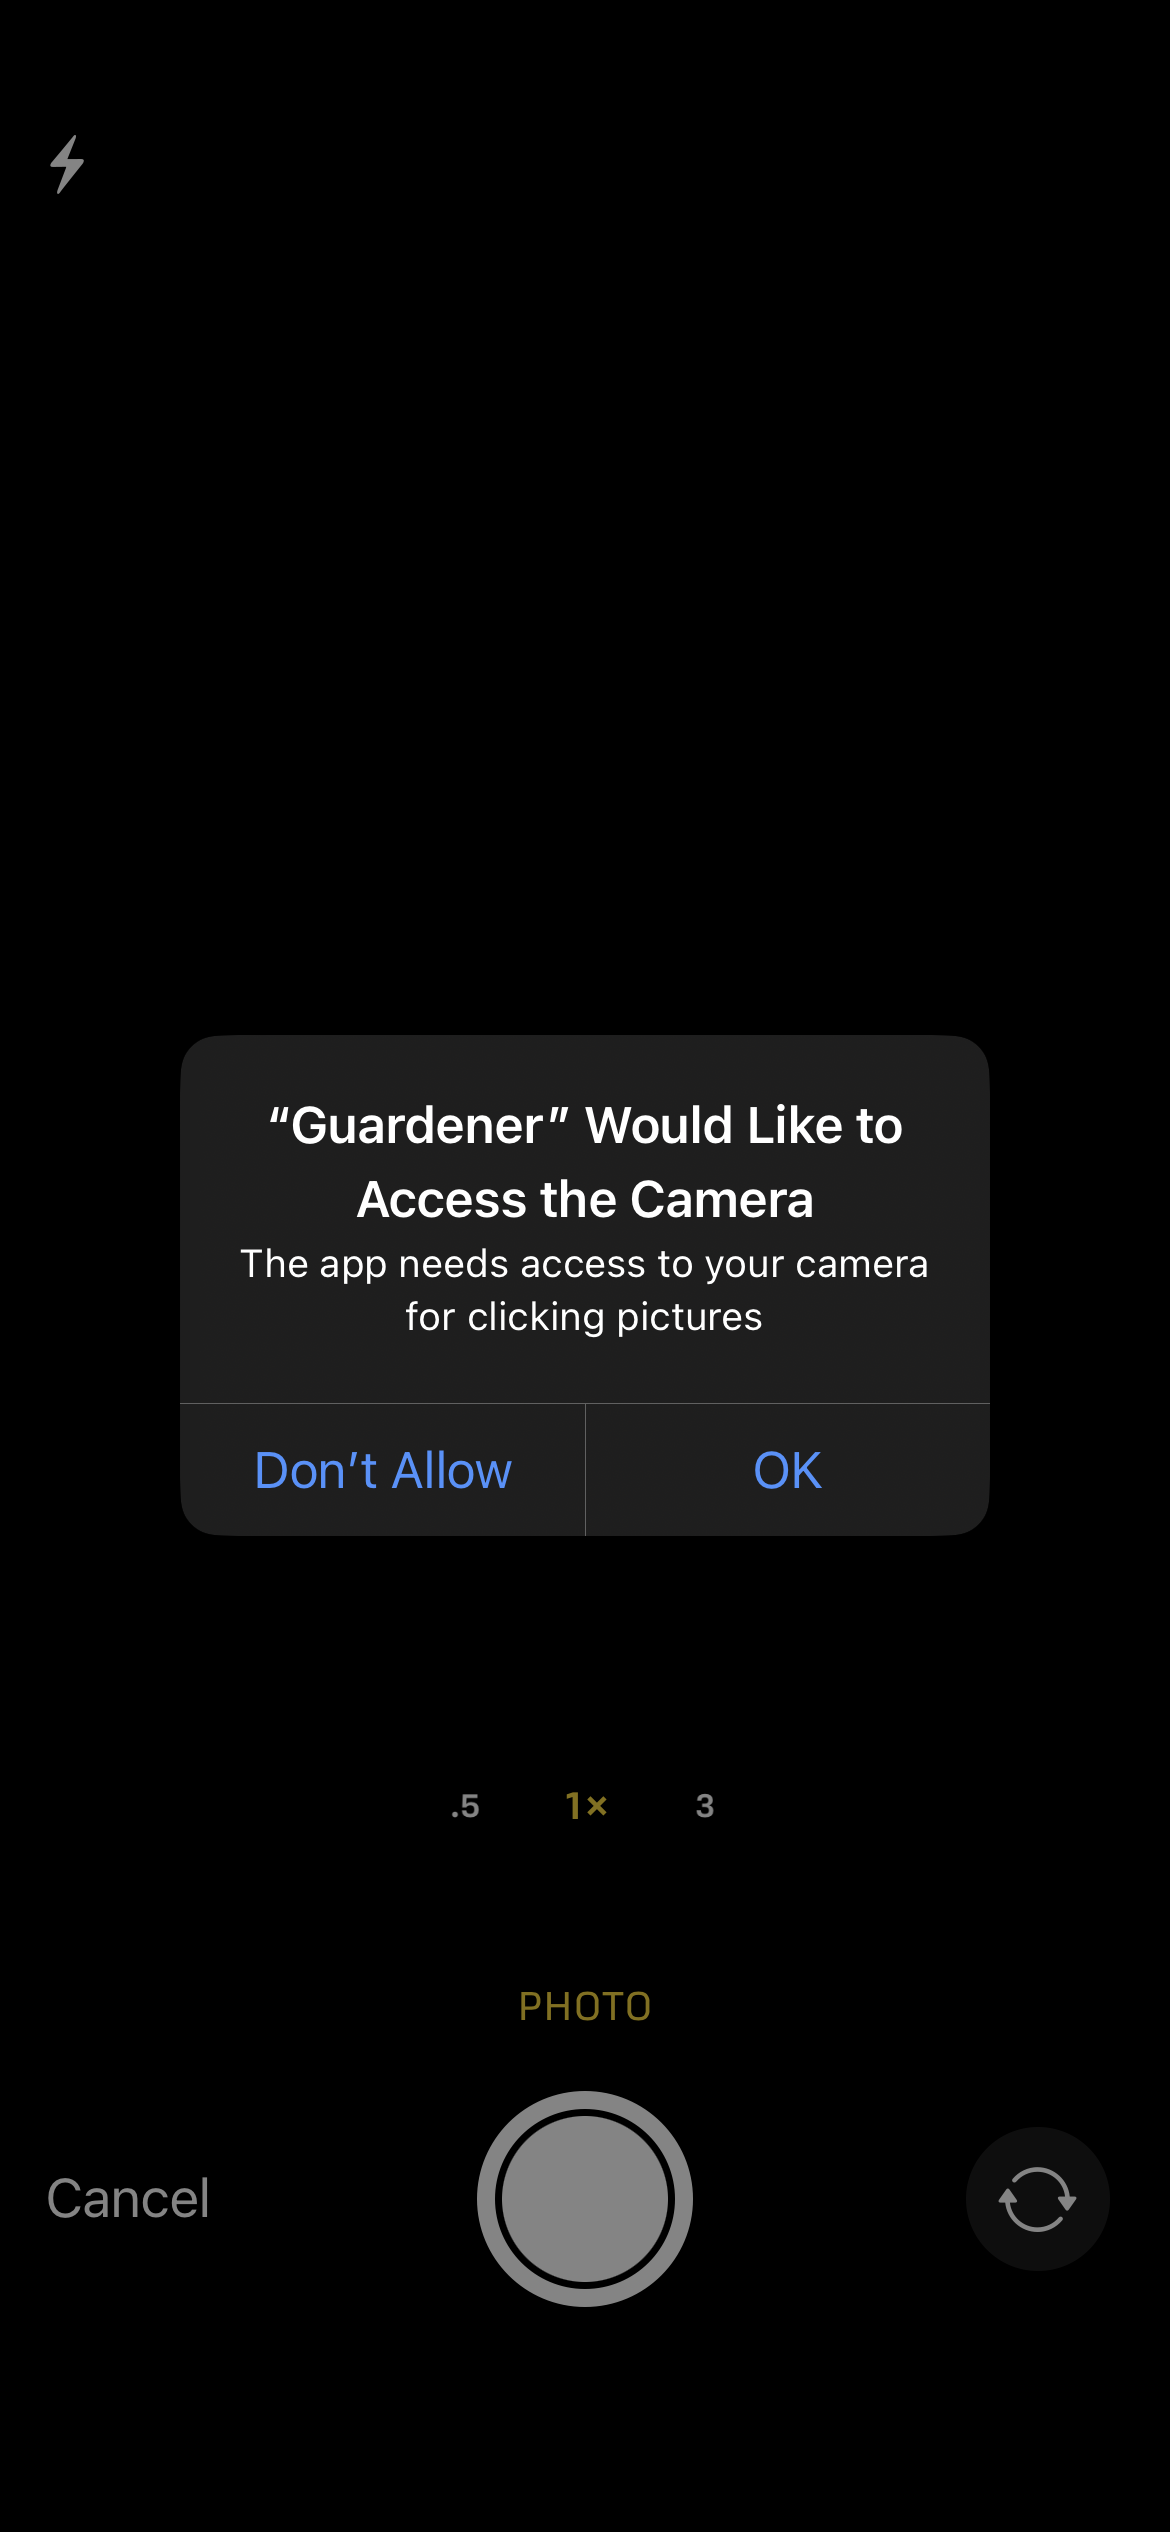 “Guardener” Would Like to
Access the Camera
The app needs access to your camera
for clicking pictures
Don’t Allow
OK
.5
1×
3
PHOTO
Cancel